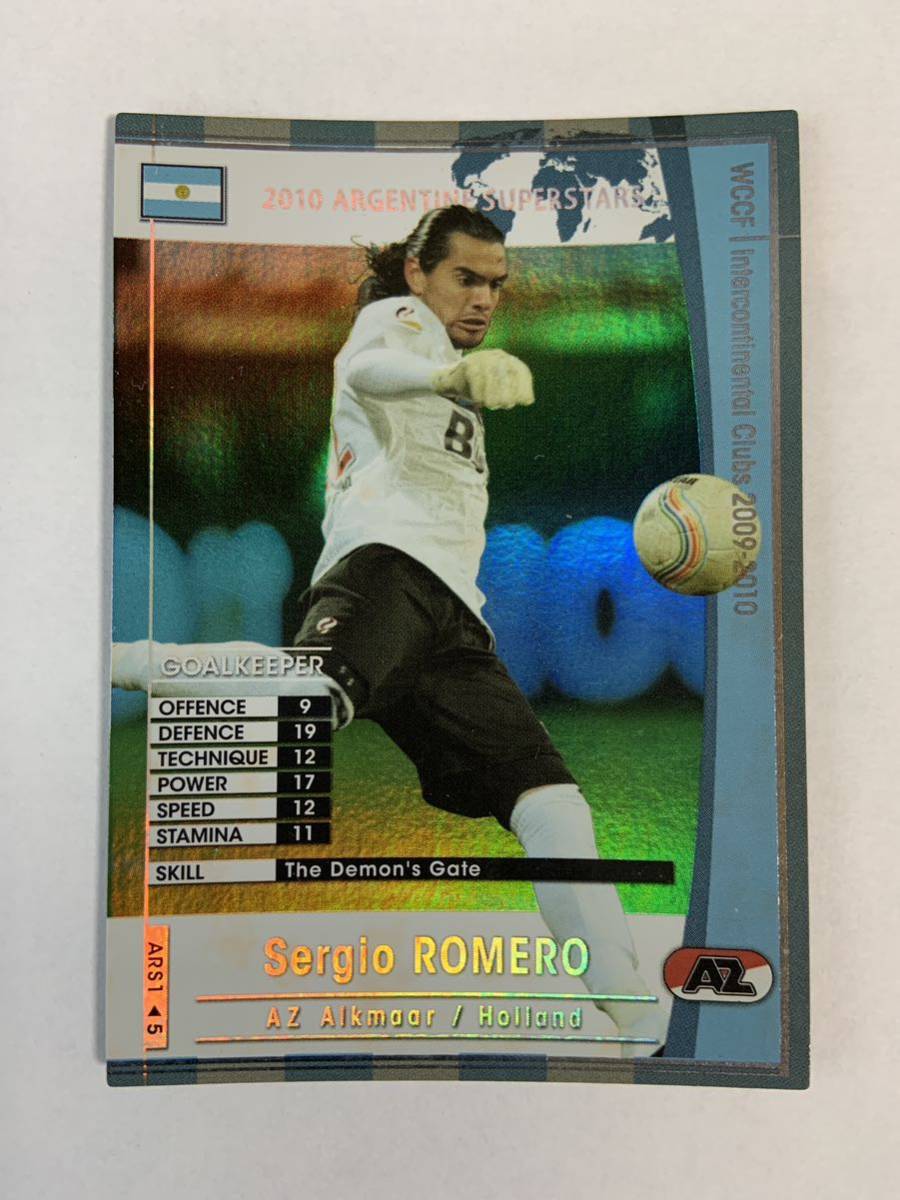 2010 ARGENTINE SUPERSTARS
WCCF | Intercontinental Clubs 2009-2010
GOALKEEPER
OFFENCE 9
DEFENCE 19
TECHNIQUE 12
POWER 17
SPEED 12
STAMINA 11
SKILL The Demon's Gate
ARS1 ◀ 5
Sergio ROMERO
AZ Alkmaar / Holland
AZ